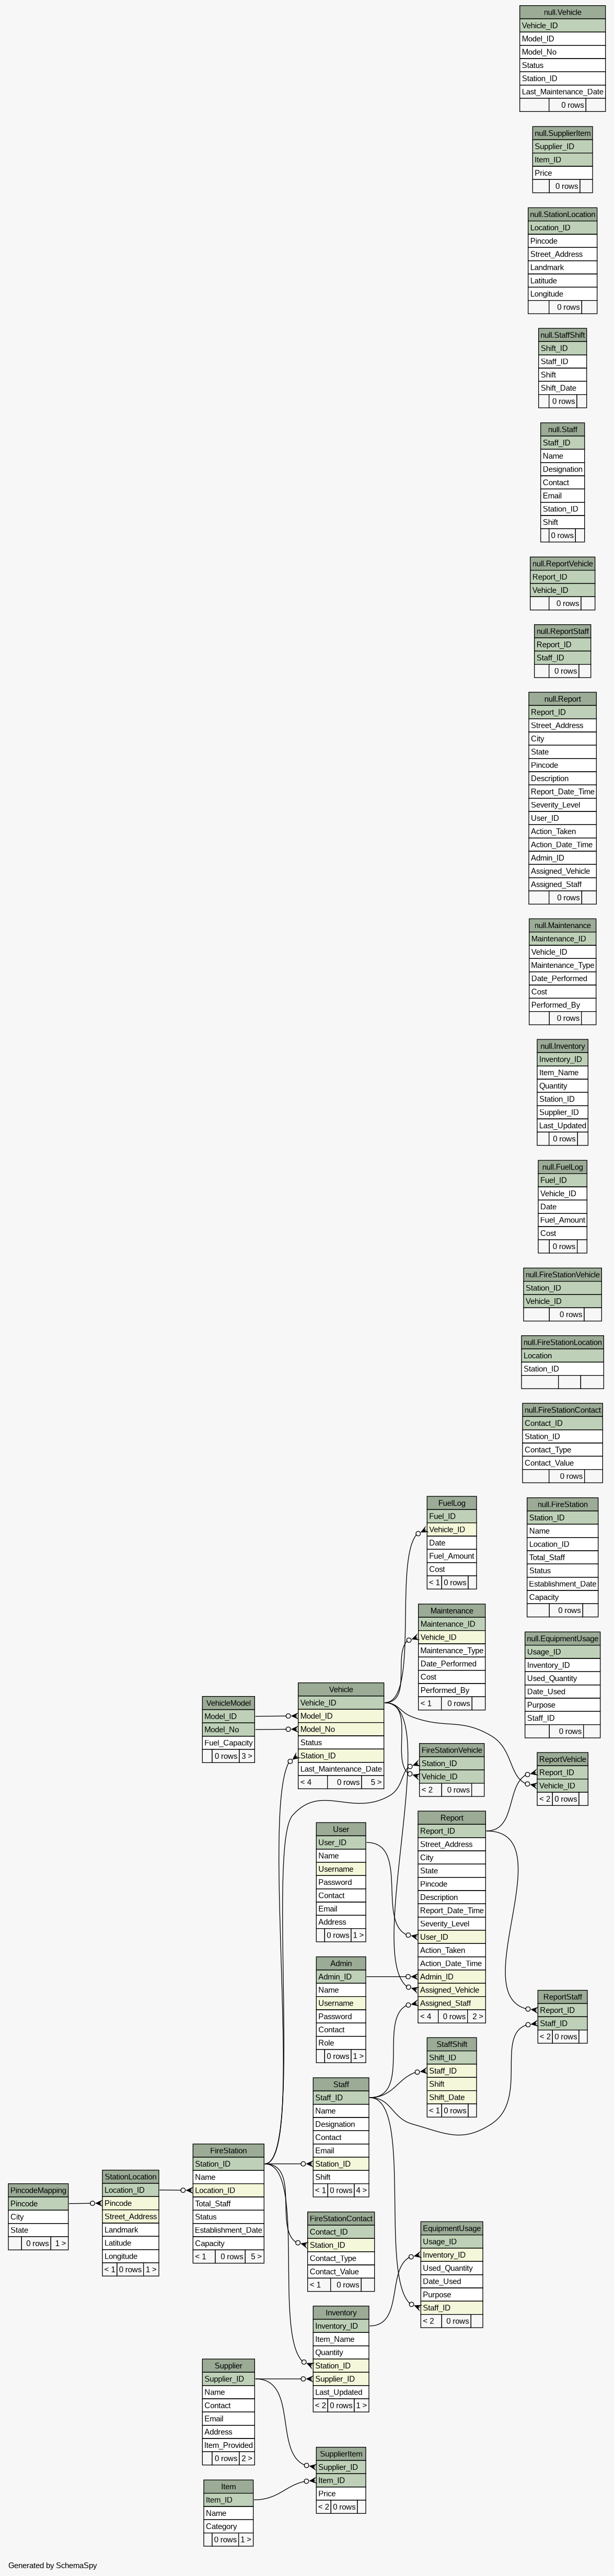 null.Vehicle
Vehicle_ID
Model_ID
Model_No
Status
Station_ID
Last_Maintenance_Date
0 rows
null.SupplierItem
Supplier_ID
Item_ID
Price
0 rows
null.StationLocation
Location_ID
Pincode
Street_Address
Landmark
Latitude
Longitude
0 rows
null.StaffShift
Shift_ID
Staff_ID
Shift
Shift_Date
0 rows
null.Staff
Staff_ID
Name
Designation
Contact
Email
Station_ID
Shift
0 rows
null.ReportVehicle
Report_ID
Vehicle_ID
0 rows
null.ReportStaff
Report_ID
Staff_ID
0 rows
null.Report
Report_ID
Street_Address
City
State
Pincode
Description
Report_Date_Time
Severity_Level
User_ID
Action_Taken
Action_Date_Time
Admin_ID
Assigned_Vehicle
Assigned_Staff
0 rows
null.Maintenance
Maintenance_ID
Vehicle_ID
Maintenance_Type
Date_Performed
Cost
Performed_By
0 rows
null.Inventory
Inventory_ID
Item_Name
Quantity
Station_ID
Supplier_ID
Last_Updated
0 rows
null.FuelLog
Fuel_ID
Vehicle_ID
Date
Fuel_Amount
Cost
0 rows
null.FireStationVehicle
Station_ID
Vehicle_ID
0 rows
null.FireStationLocation
Location
Station_ID
null.FireStationContact
Contact_ID
Station_ID
Contact_Type
Contact_Value
0 rows
null.FireStation
Station_ID
Name
Location_ID
Total_Staff
Status
Establishment_Date
Capacity
0 rows
null.EquipmentUsage
Usage_ID
Inventory_ID
Used_Quantity
Date_Used
Purpose
Staff_ID
0 rows
FuelLog
Fuel_ID
Vehicle_ID
Date
Fuel_Amount
Cost
< 1 0 rows
Maintenance
Maintenance_ID
Vehicle_ID
Maintenance_Type
Date_Performed
Cost
Performed_By
< 1 0 rows
VehicleModel
Model_ID
Model_No
Fuel_Capacity
0 rows 3 >
Vehicle
Vehicle_ID
Model_ID
Model_No
Status
Station_ID
Last_Maintenance_Date
< 4 0 rows 5 >
FireStationVehicle
Station_ID
Vehicle_ID
< 2 0 rows
ReportVehicle
Report_ID
Vehicle_ID
< 2 0 rows
User
User_ID
Name
Username
Password
Contact
Email
Address
0 rows 1 >
Report
Report_ID
Street_Address
City
State
Pincode
Description
Report_Date_Time
Severity_Level
User_ID
Action_Taken
Action_Date_Time
Admin_ID
Assigned_Vehicle
Assigned_Staff
< 4 0 rows 2 >
Admin
Admin_ID
Name
Username
Password
Contact
Role
0 rows 1 >
ReportStaff
Report_ID
Staff_ID
< 2 0 rows
StaffShift
Shift_ID
Staff_ID
Shift
Shift_Date
< 1 0 rows
Staff
Staff_ID
Name
Designation
Contact
Email
Station_ID
Shift
< 1 0 rows 4 >
PincodeMapping
Pincode
City
State
0 rows 1 >
StationLocation
Location_ID
Pincode
Street_Address
Landmark
Latitude
Longitude
< 1 0 rows 1 >
FireStation
Station_ID
Name
Location_ID
Total_Staff
Status
Establishment_Date
Capacity
< 1 0 rows 5 >
FireStationContact
Contact_ID
Station_ID
Contact_Type
Contact_Value
< 1 0 rows
EquipmentUsage
Usage_ID
Inventory_ID
Used_Quantity
Date_Used
Purpose
Staff_ID
< 2 0 rows
Inventory
Inventory_ID
Item_Name
Quantity
Station_ID
Supplier_ID
Last_Updated
< 2 0 rows 1 >
Supplier
Supplier_ID
Name
Contact
Email
Address
Item_Provided
0 rows 2 >
SupplierItem
Supplier_ID
Item_ID
Price
< 2 0 rows
Item
Item_ID
Name
Category
0 rows 1 >
Generated by SchemaSpy